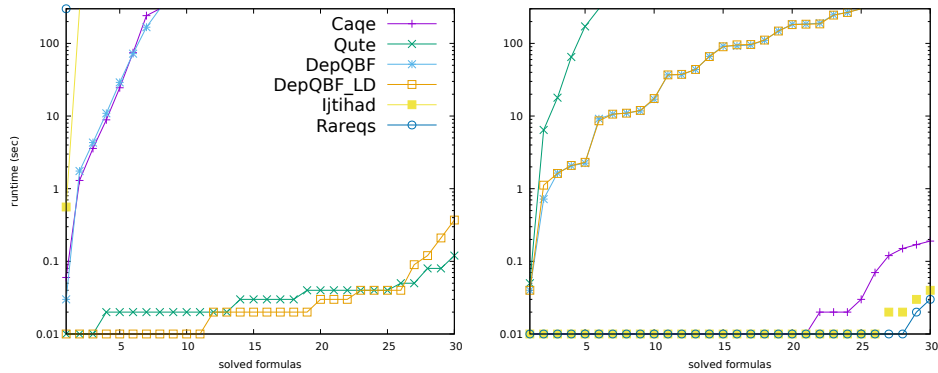 100
10
1
0.1
0.01
runtime (sec)
5
10
15
20
25
30
solved formulas
Caqe
Qute
DepQBF
DepQBF_LD
Ijtihad
Rareqs
100
10
1
0.1
0.01
5
10
15
20
25
30
solved formulas